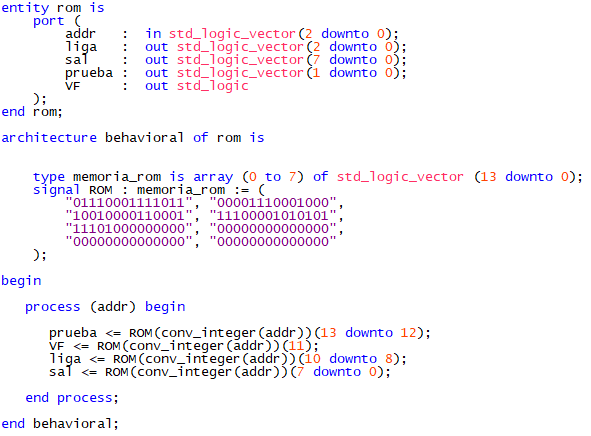 entity rom is
    port (
        addr   :  in std_logic_vector(2 downto 0);
        liga   :  out std_logic_vector(2 downto 0);
        sal    :  out std_logic_vector(7 downto 0);
        prueba :  out std_logic_vector(1 downto 0);
        VF     :  out std_logic
    );
end rom;
architecture behavioral of rom is
    type memoria_rom is array (0 to 7) of std_logic_vector (13 downto 0);
    signal ROM : memoria_rom := (
        "01110001111011", "00001110001000",
        "10010000110001", "11100001010101",
        "11101000000000", "00000000000000",
        "00000000000000", "00000000000000"
    );
begin
   process (addr) begin
      prueba <= ROM(conv_integer(addr))(13 downto 12);
      VF <= ROM(conv_integer(addr))(11);
      liga <= ROM(conv_integer(addr))(10 downto 8);
      sal <= ROM(conv_integer(addr))(7 downto 0);
   end process;
end behavioral;